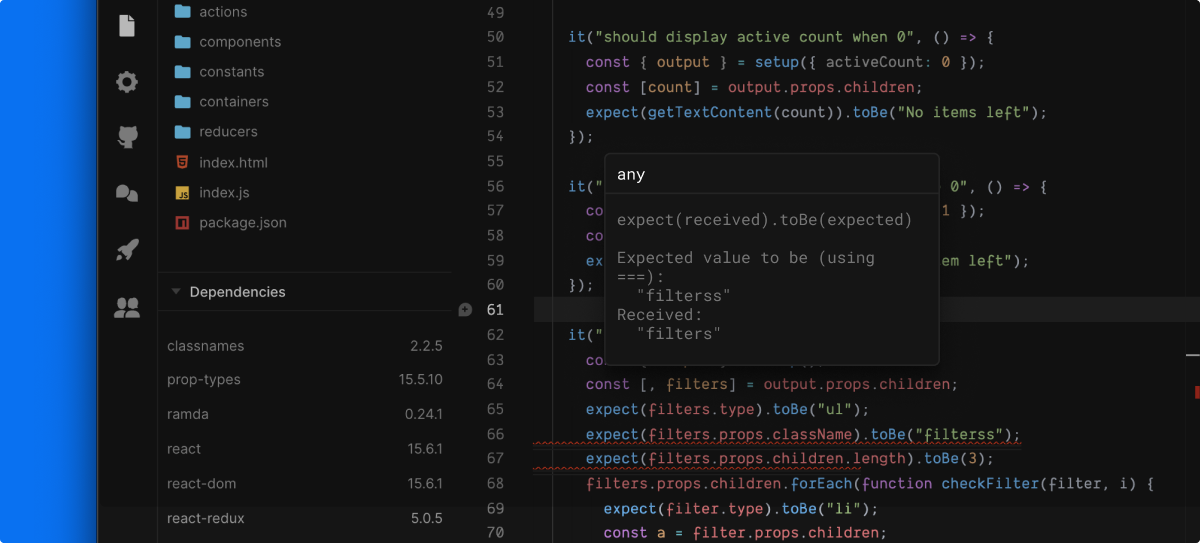 actions
components
constants
containers
reducers
index.html
JS index.js
package.json
Dependencies
classnames 2.2.5
prop-types 15.5.10
ramda 0.24.1
react 15.6.1
react-dom 15.6.1
react-redux 5.0.5
49
50 it("should display active count when 0", () => {
51 const { output } = setup({ activeCount: 0 });
52 const [count] = output.props.children;
53 expect(getTextContent(count)).toBe("No items left");
54 });
55
56 it(" 0", () => {
57 co 1 });
58 co
59 ex em left");
60 });
61
62 it("
63 co
64 const [, filters] = output.props.children;
65 expect(filters.type).toBe("ul");
66 expect(filters.props.className).toBe("filterss");
67 expect(filters.props.children.length).toBe(3);
68 filters.props.children.forEach(function checkFilter(filter, i) {
69 expect(filter.type).toBe("li");
70 const a = filter.props.children;
any
expect(received).toBe(expected)
Expected value to be (using
===):
"filterss"
Received:
"filters"